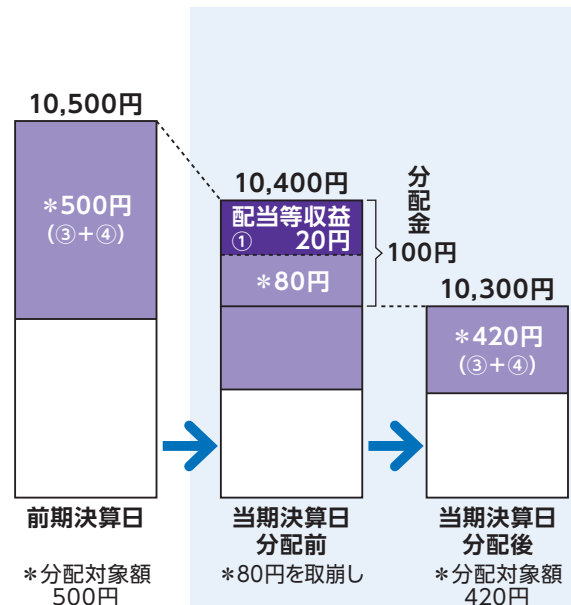 10,500円
＊500円
(③＋④)
前期決算日
＊分配対象額
500円
10,400円
配当等収益
① 20円
＊80円
分配金
100円
当期決算日
分配前
＊80円を取崩し
10,300円
＊420円
(③＋④)
当期決算日
分配後
＊分配対象額
420円